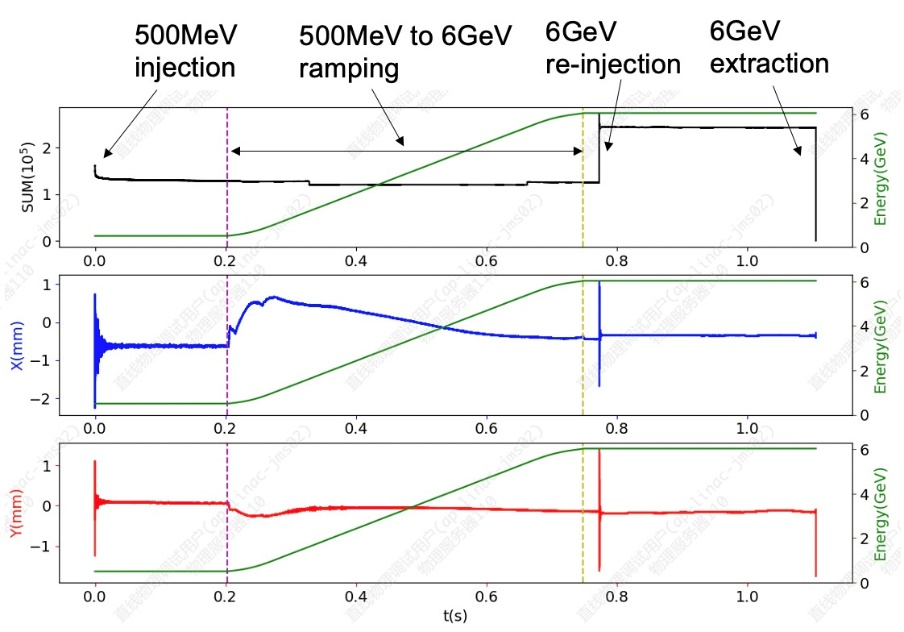 500MeV
injection
500MeV to 6GeV
ramping
6GeV
re-injection
6GeV
extraction
SUM(10⁵)
2
1
0
6
4
2
0
Energy(GeV)
0.0 0.2 0.4 0.6 0.8 1.0
X(mm)
1
0
−1
−2
6
4
2
0
Energy(GeV)
0.0 0.2 0.4 0.6 0.8 1.0
Y(mm)
1
0
−1
6
4
2
0
Energy(GeV)
0.0 0.2 0.4 0.6 0.8 1.0
t(s)